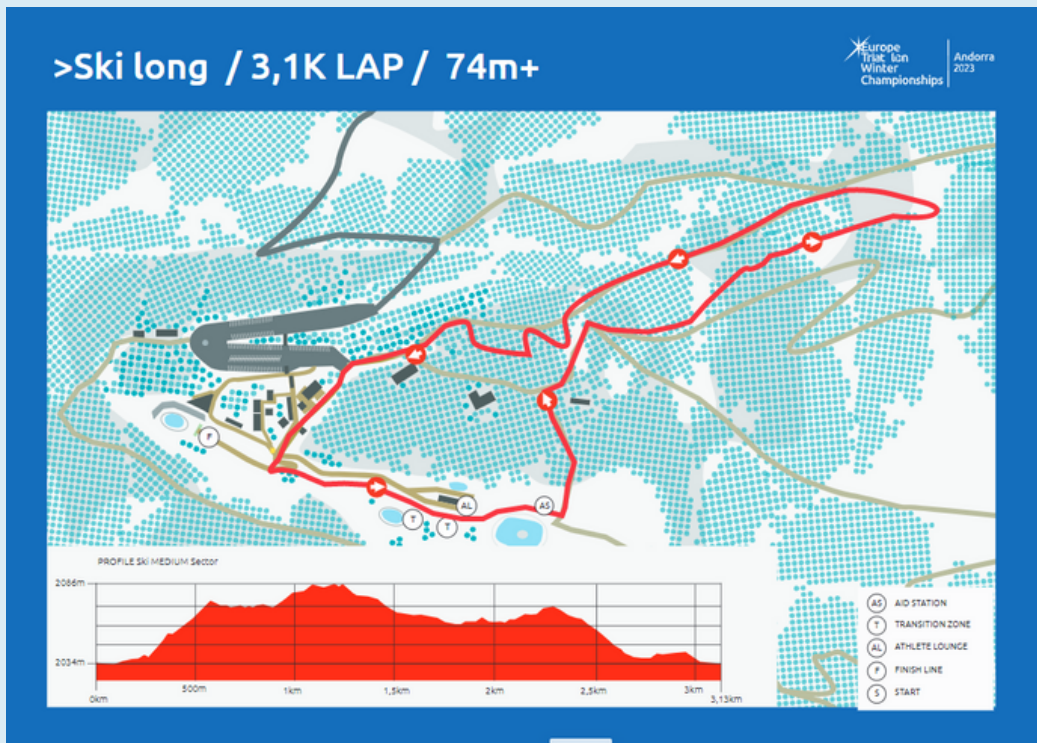 >Ski long / 3,1K LAP / 74m+
Europe
Triat lon
Winter
Championships
Andorra
2023
F
AL
AS
T
T
PROFILE Ski MEDIUM Sector
2066m
2034m
0km
500m
1km
1,5km
2km
2,5km
3km
3,13km
AS AID STATION
T TRANSITION ZONE
AL ATHLETE LOUNGE
F FINISH LINE
S START